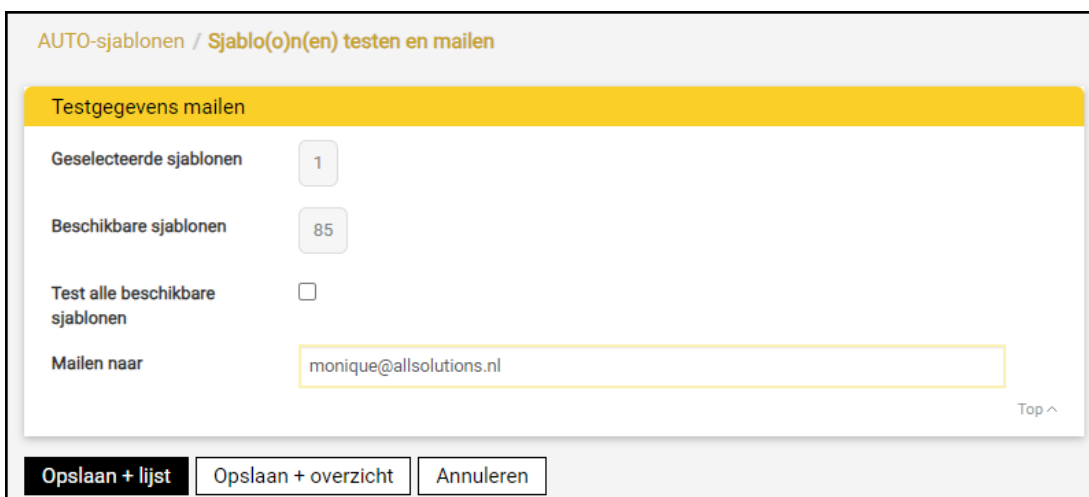 AUTO-sjablonen / Sjablo(o)n(en) testen en mailen
Testgegevens mailen
Geselecteerde sjablonen 1
Beschikbare sjablonen 85
Test alle beschikbare
sjablonen
Mailen naar monique@allsolutions.nl
Top
Opslaan + lijst Opslaan + overzicht Annuleren